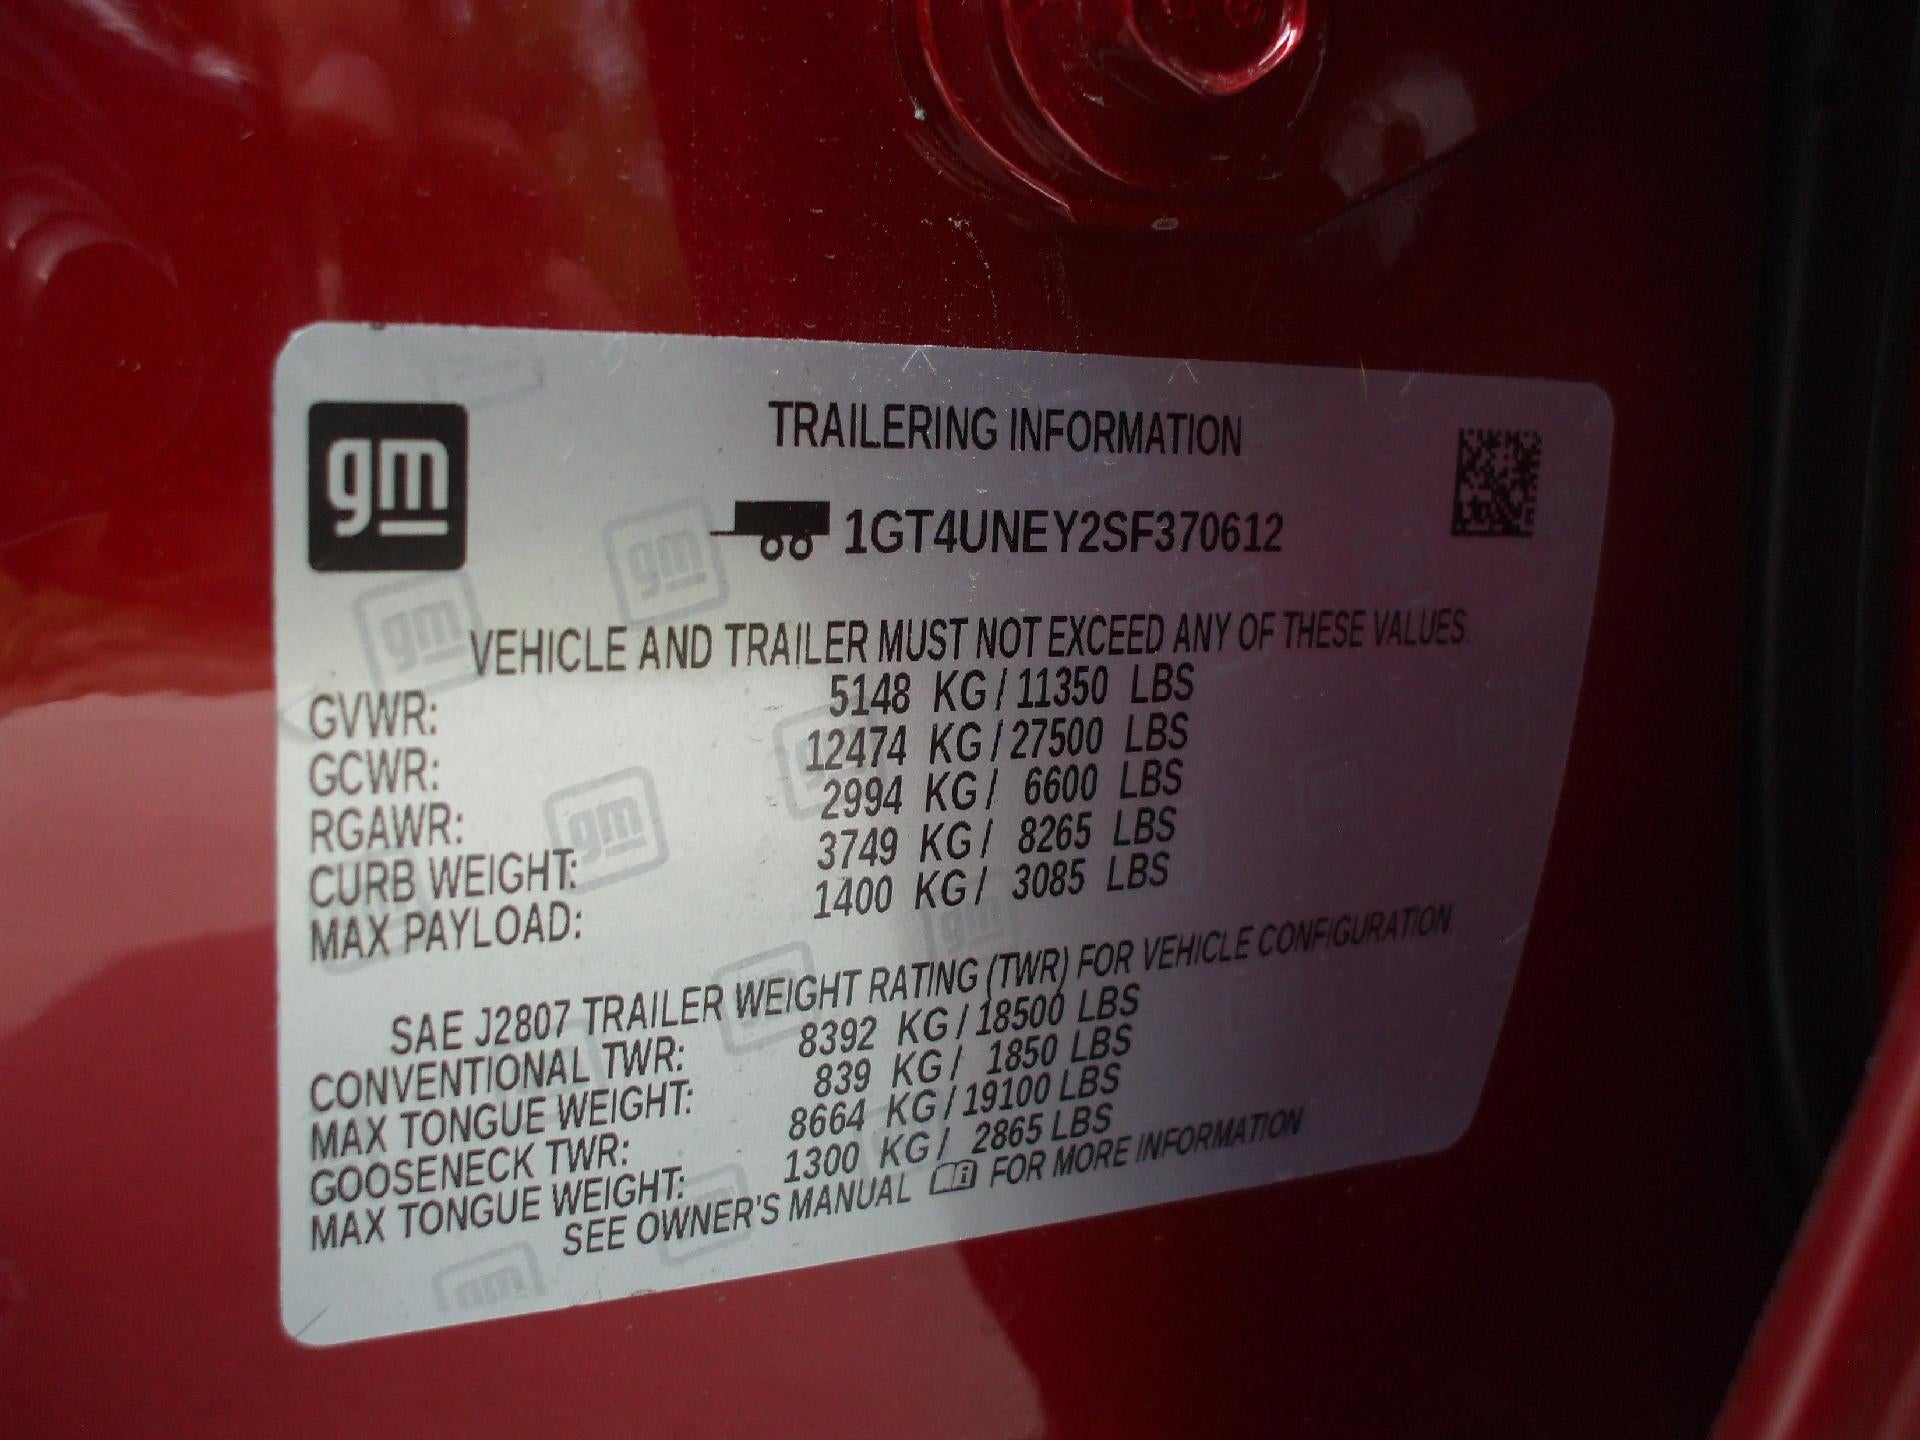 gm
TRAILERING INFORMATION
1GT4UNEY2SF370612
VEHICLE AND TRAILER MUST NOT EXCEED ANY OF THESE VALUES
GVWR: 5148 KG / 11350 LBS
GCWR: 12474 KG / 27500 LBS
RGAWR: 2994 KG / 6600 LBS
CURB WEIGHT: 3749 KG / 8265 LBS
MAX PAYLOAD: 1400 KG / 3085 LBS
SAE J2807 TRAILER WEIGHT RATING (TWR) FOR VEHICLE CONFIGURATION
CONVENTIONAL TWR: 8392 KG / 18500 LBS
MAX TONGUE WEIGHT: 839 KG / 1850 LBS
GOOSENECK TWR: 8664 KG / 19100 LBS
MAX TONGUE WEIGHT: 1300 KG / 2865 LBS
SEE OWNER'S MANUAL FOR MORE INFORMATION